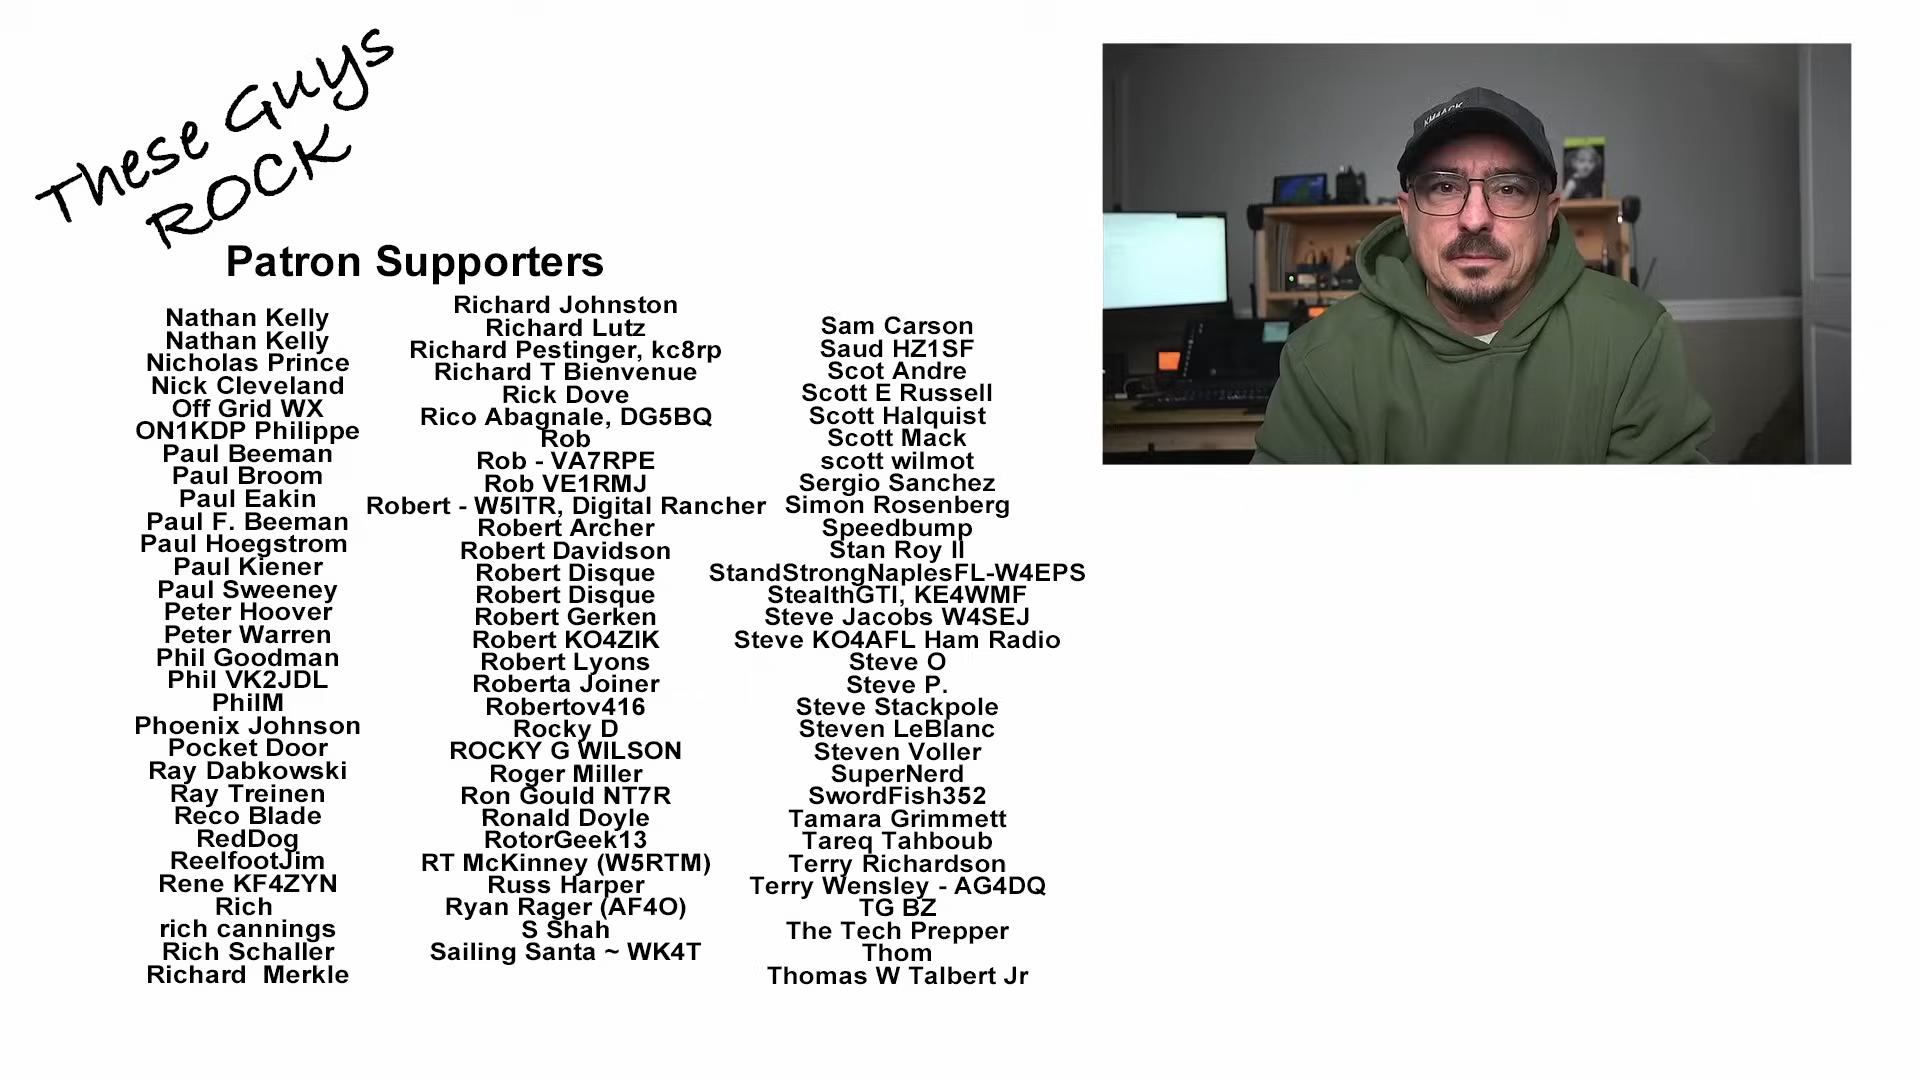 These Guys
ROCK
Patron Supporters
Nathan Kelly
Nathan Kelly
Nicholas Prince
Nick Cleveland
Off Grid WX
ON1KDP Philippe
Paul Beeman
Paul Broom
Paul Eakin
Paul F. Beeman
Paul Hoegstrom
Paul Kiener
Paul Sweeney
Peter Hoover
Peter Warren
Phil Goodman
Phil VK2JDL
PhilM
Phoenix Johnson
Pocket Door
Ray Dabkowski
Ray Treinen
Reco Blade
RedDog
ReelfootJim
Rene KF4ZYN
Rich
rich cannings
Rich Schaller
Richard  Merkle
Richard Johnston
Richard Lutz
Richard Pestinger, kc8rp
Richard T Bienvenue
Rick Dove
Rico Abagnale, DG5BQ
Rob
Rob - VA7RPE
Rob VE1RMJ
Robert - W5ITR, Digital Rancher
Robert Archer
Robert Davidson
Robert Disque
Robert Disque
Robert Gerken
Robert KO4ZIK
Robert Lyons
Roberta Joiner
Robertov416
Rocky D
ROCKY G WILSON
Roger Miller
Ron Gould NT7R
Ronald Doyle
RotorGeek13
RT McKinney (W5RTM)
Russ Harper
Ryan Rager (AF4O)
S Shah
Sailing Santa ~ WK4T
Sam Carson
Saud HZ1SF
Scot Andre
Scott E Russell
Scott Halquist
Scott Mack
scott wilmot
Sergio Sanchez
Simon Rosenberg
Speedbump
Stan Roy II
StandStrongNaplesFL-W4EPS
StealthGTI, KE4WMF
Steve Jacobs W4SEJ
Steve KO4AFL Ham Radio
Steve O
Steve P.
Steve Stackpole
Steven LeBlanc
Steven Voller
SuperNerd
SwordFish352
Tamara Grimmett
Tareq Tahboub
Terry Richardson
Terry Wensley - AG4DQ
TG BZ
The Tech Prepper
Thom
Thomas W Talbert Jr
KM4ACK